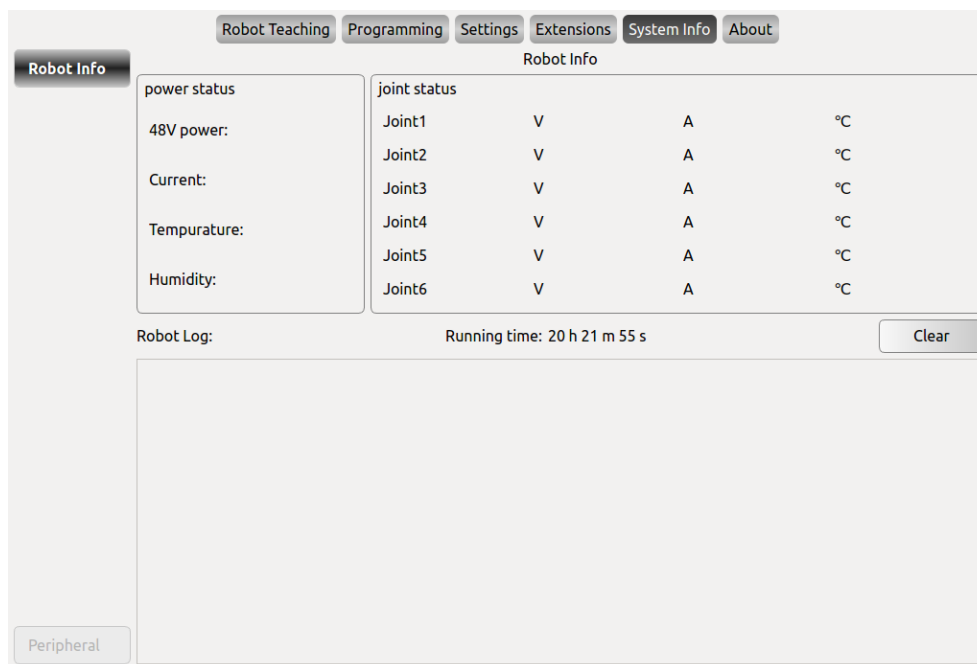 Robot Teaching Programming Settings Extensions System Info About
Robot Info
Robot Info
power status
48V power:
Current:
Tempurature:
Humidity:
joint status
Joint1 V A °C
Joint2 V A °C
Joint3 V A °C
Joint4 V A °C
Joint5 V A °C
Joint6 V A °C
Robot Log: Running time: 20 h 21 m 55 s Clear
Peripheral